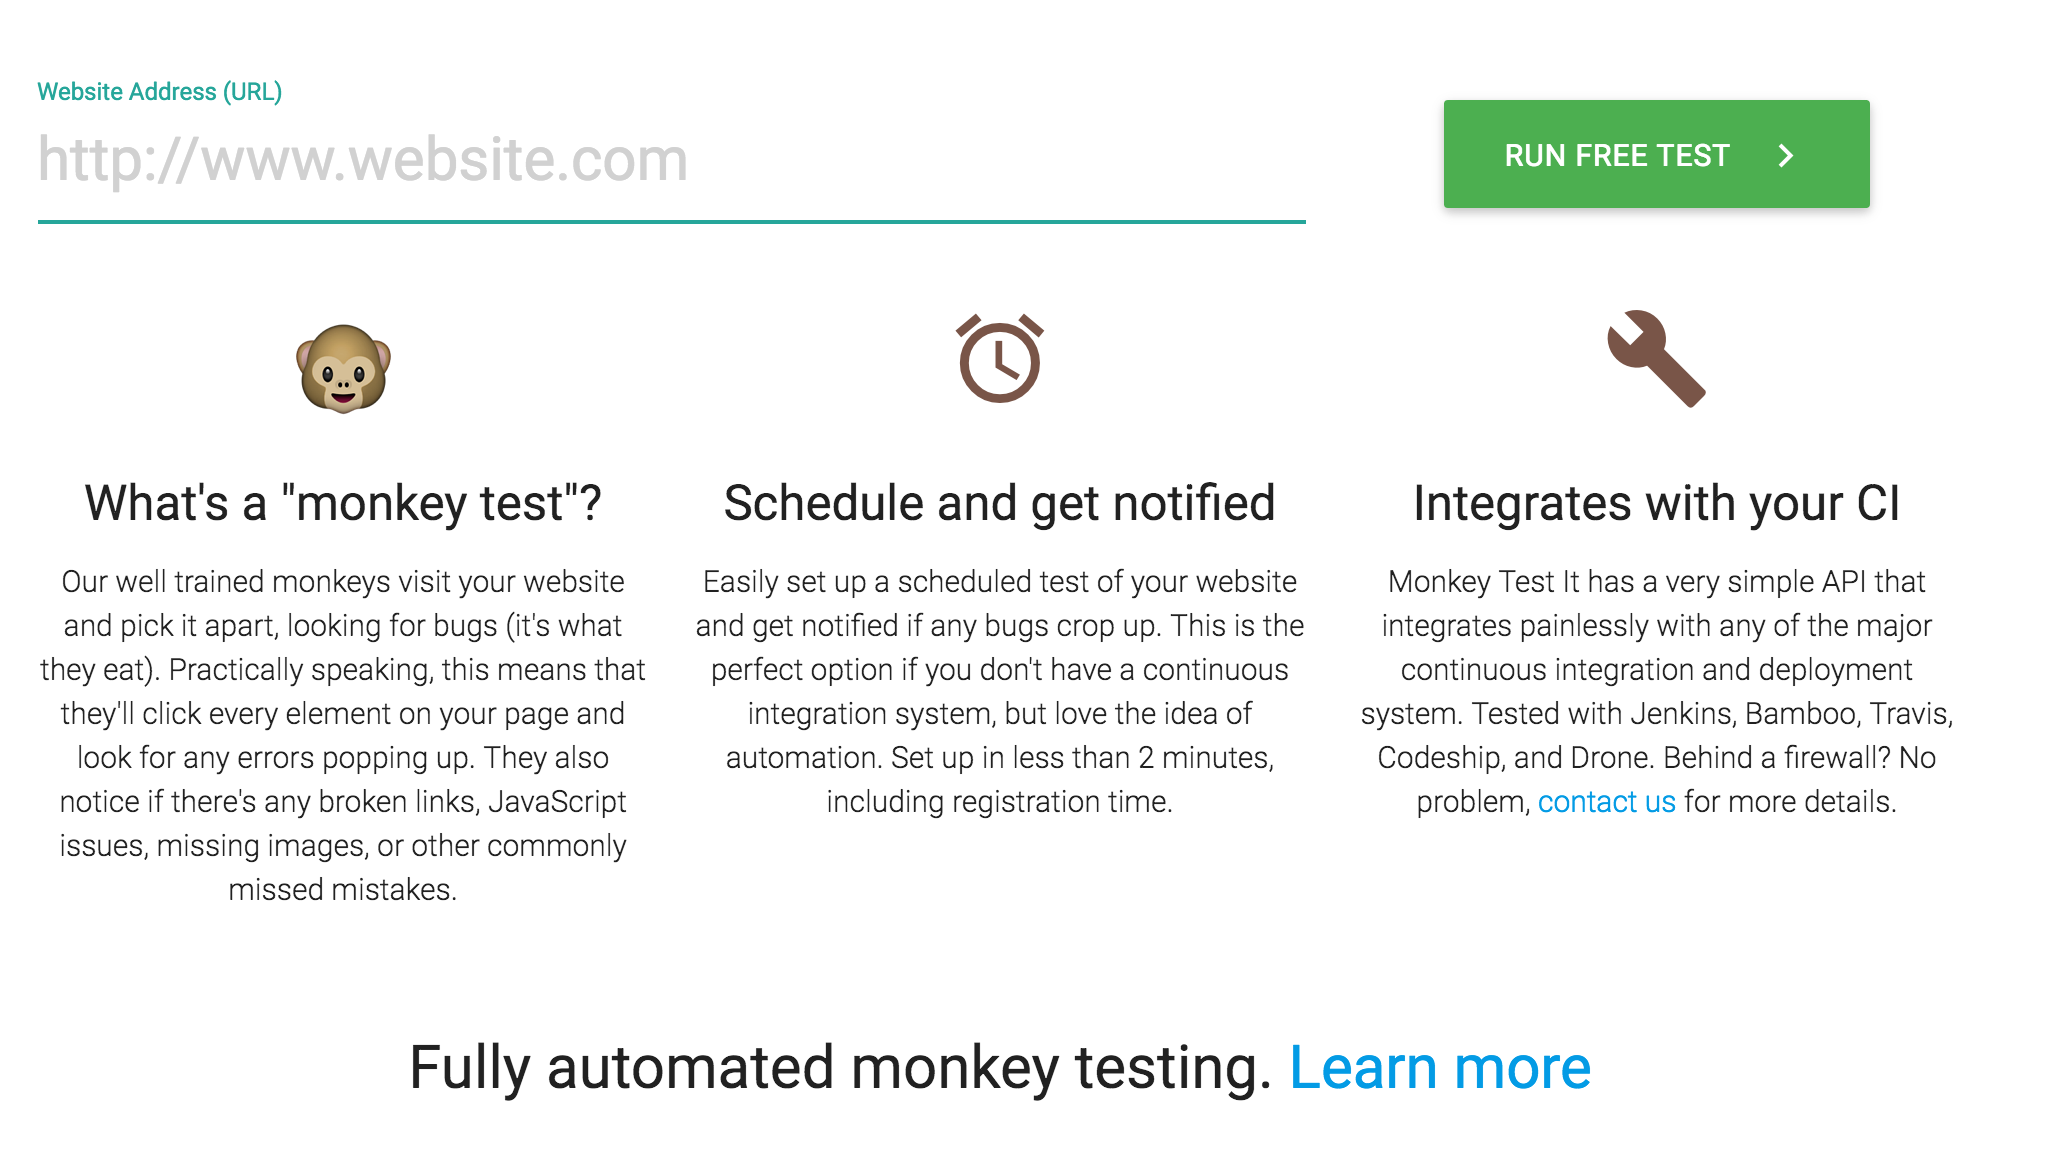 Website Address (URL)
http://www.website.com
RUN FREE TEST
What's a "monkey test"?
Our well trained monkeys visit your website
and pick it apart, looking for bugs (it's what
they eat). Practically speaking, this means that
they'll click every element on your page and
look for any errors popping up. They also
notice if there's any broken links, JavaScript
issues, missing images, or other commonly
missed mistakes.
Schedule and get notified
Easily set up a scheduled test of your website
and get notified if any bugs crop up. This is the
perfect option if you don't have a continuous
integration system, but love the idea of
automation. Set up in less than 2 minutes,
including registration time.
Integrates with your CI
Monkey Test It has a very simple API that
integrates painlessly with any of the major
continuous integration and deployment
system. Tested with Jenkins, Bamboo, Travis,
Codeship, and Drone. Behind a firewall? No
problem, contact us for more details.
Fully automated monkey testing. Learn more